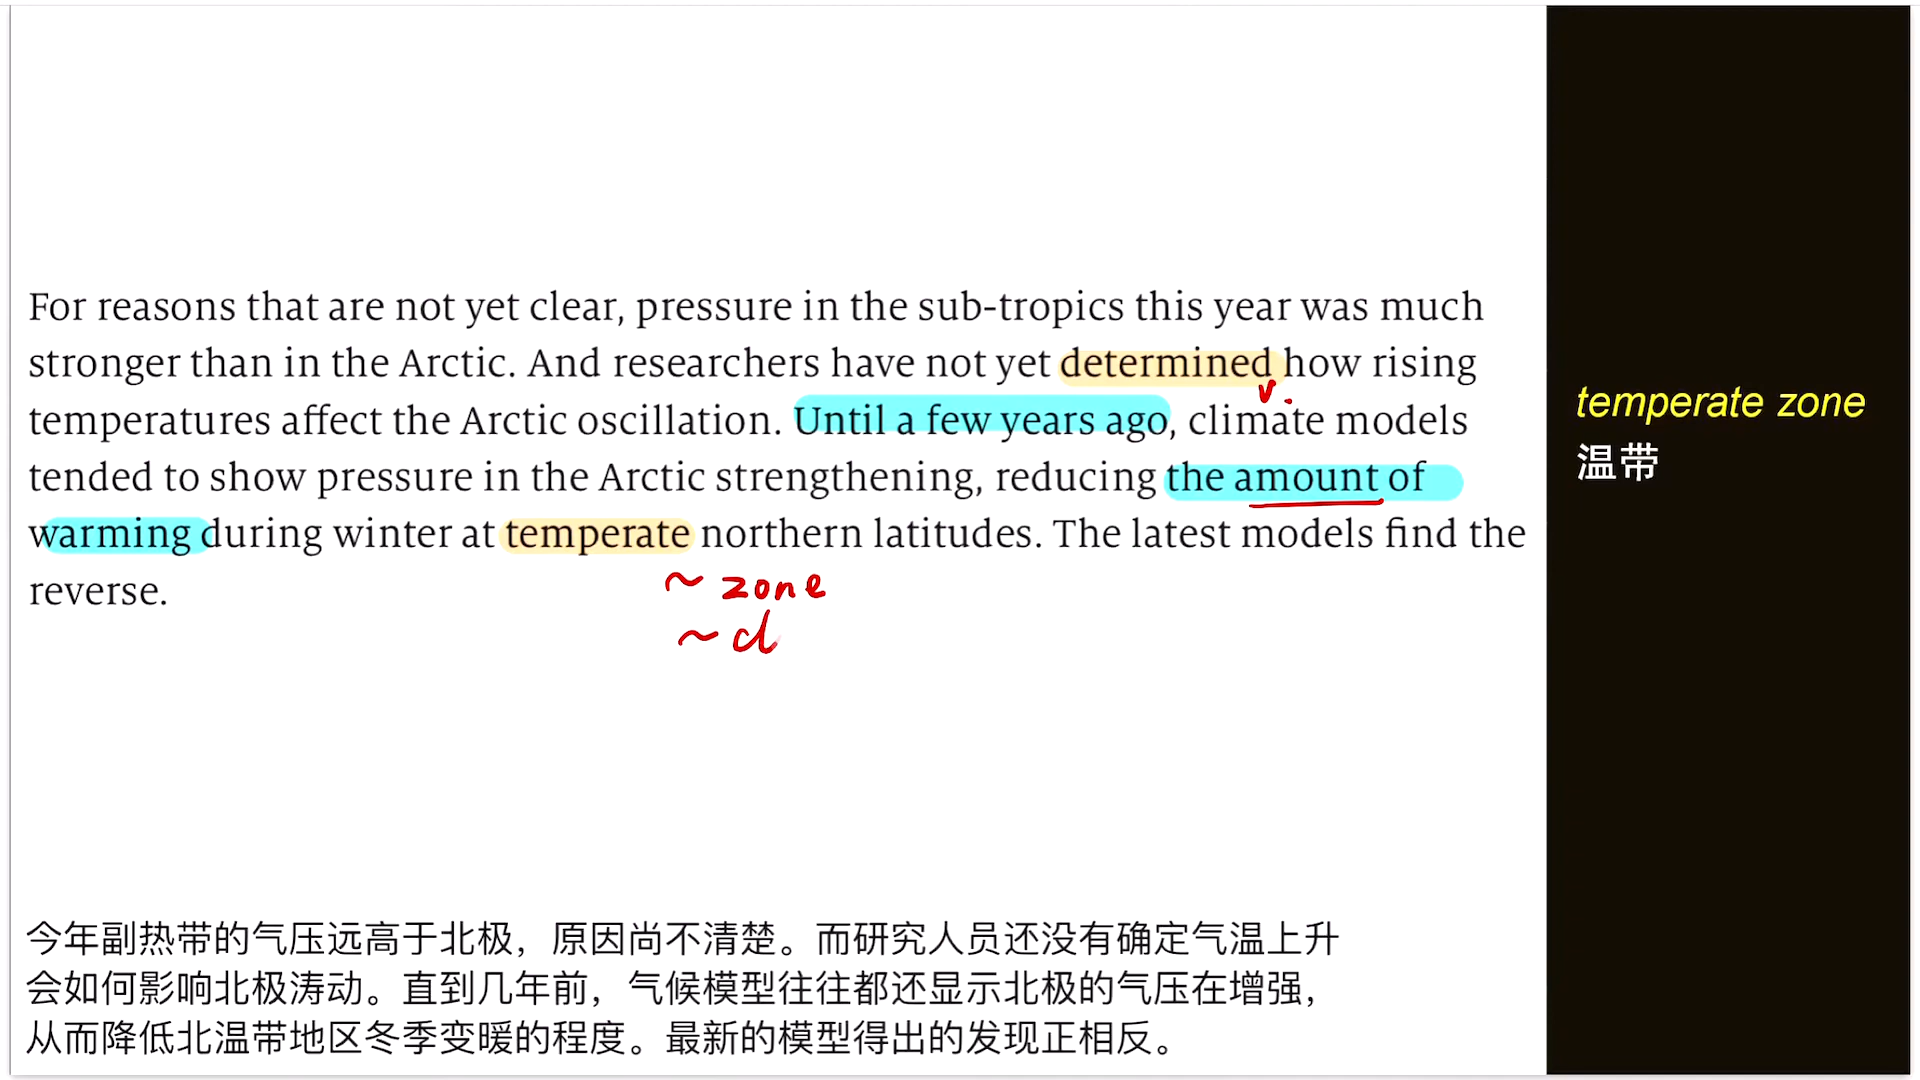 For reasons that are not yet clear, pressure in the sub-tropics this year was much
stronger than in the Arctic. And researchers have not yet determined how rising
temperatures affect the Arctic oscillation. Until a few years ago, climate models
tended to show pressure in the Arctic strengthening, reducing the amount of
warming during winter at temperate northern latitudes. The latest models find the
reverse.
v.
~ zone
~ cl
temperate zone
温带
今年副热带的气压远高于北极，原因尚不清楚。而研究人员还没有确定气温上升
会如何影响北极涛动。直到几年前，气候模型往往都还显示北极的气压在增强，
从而降低北温带地区冬季变暖的程度。最新的模型得出的发现正相反。